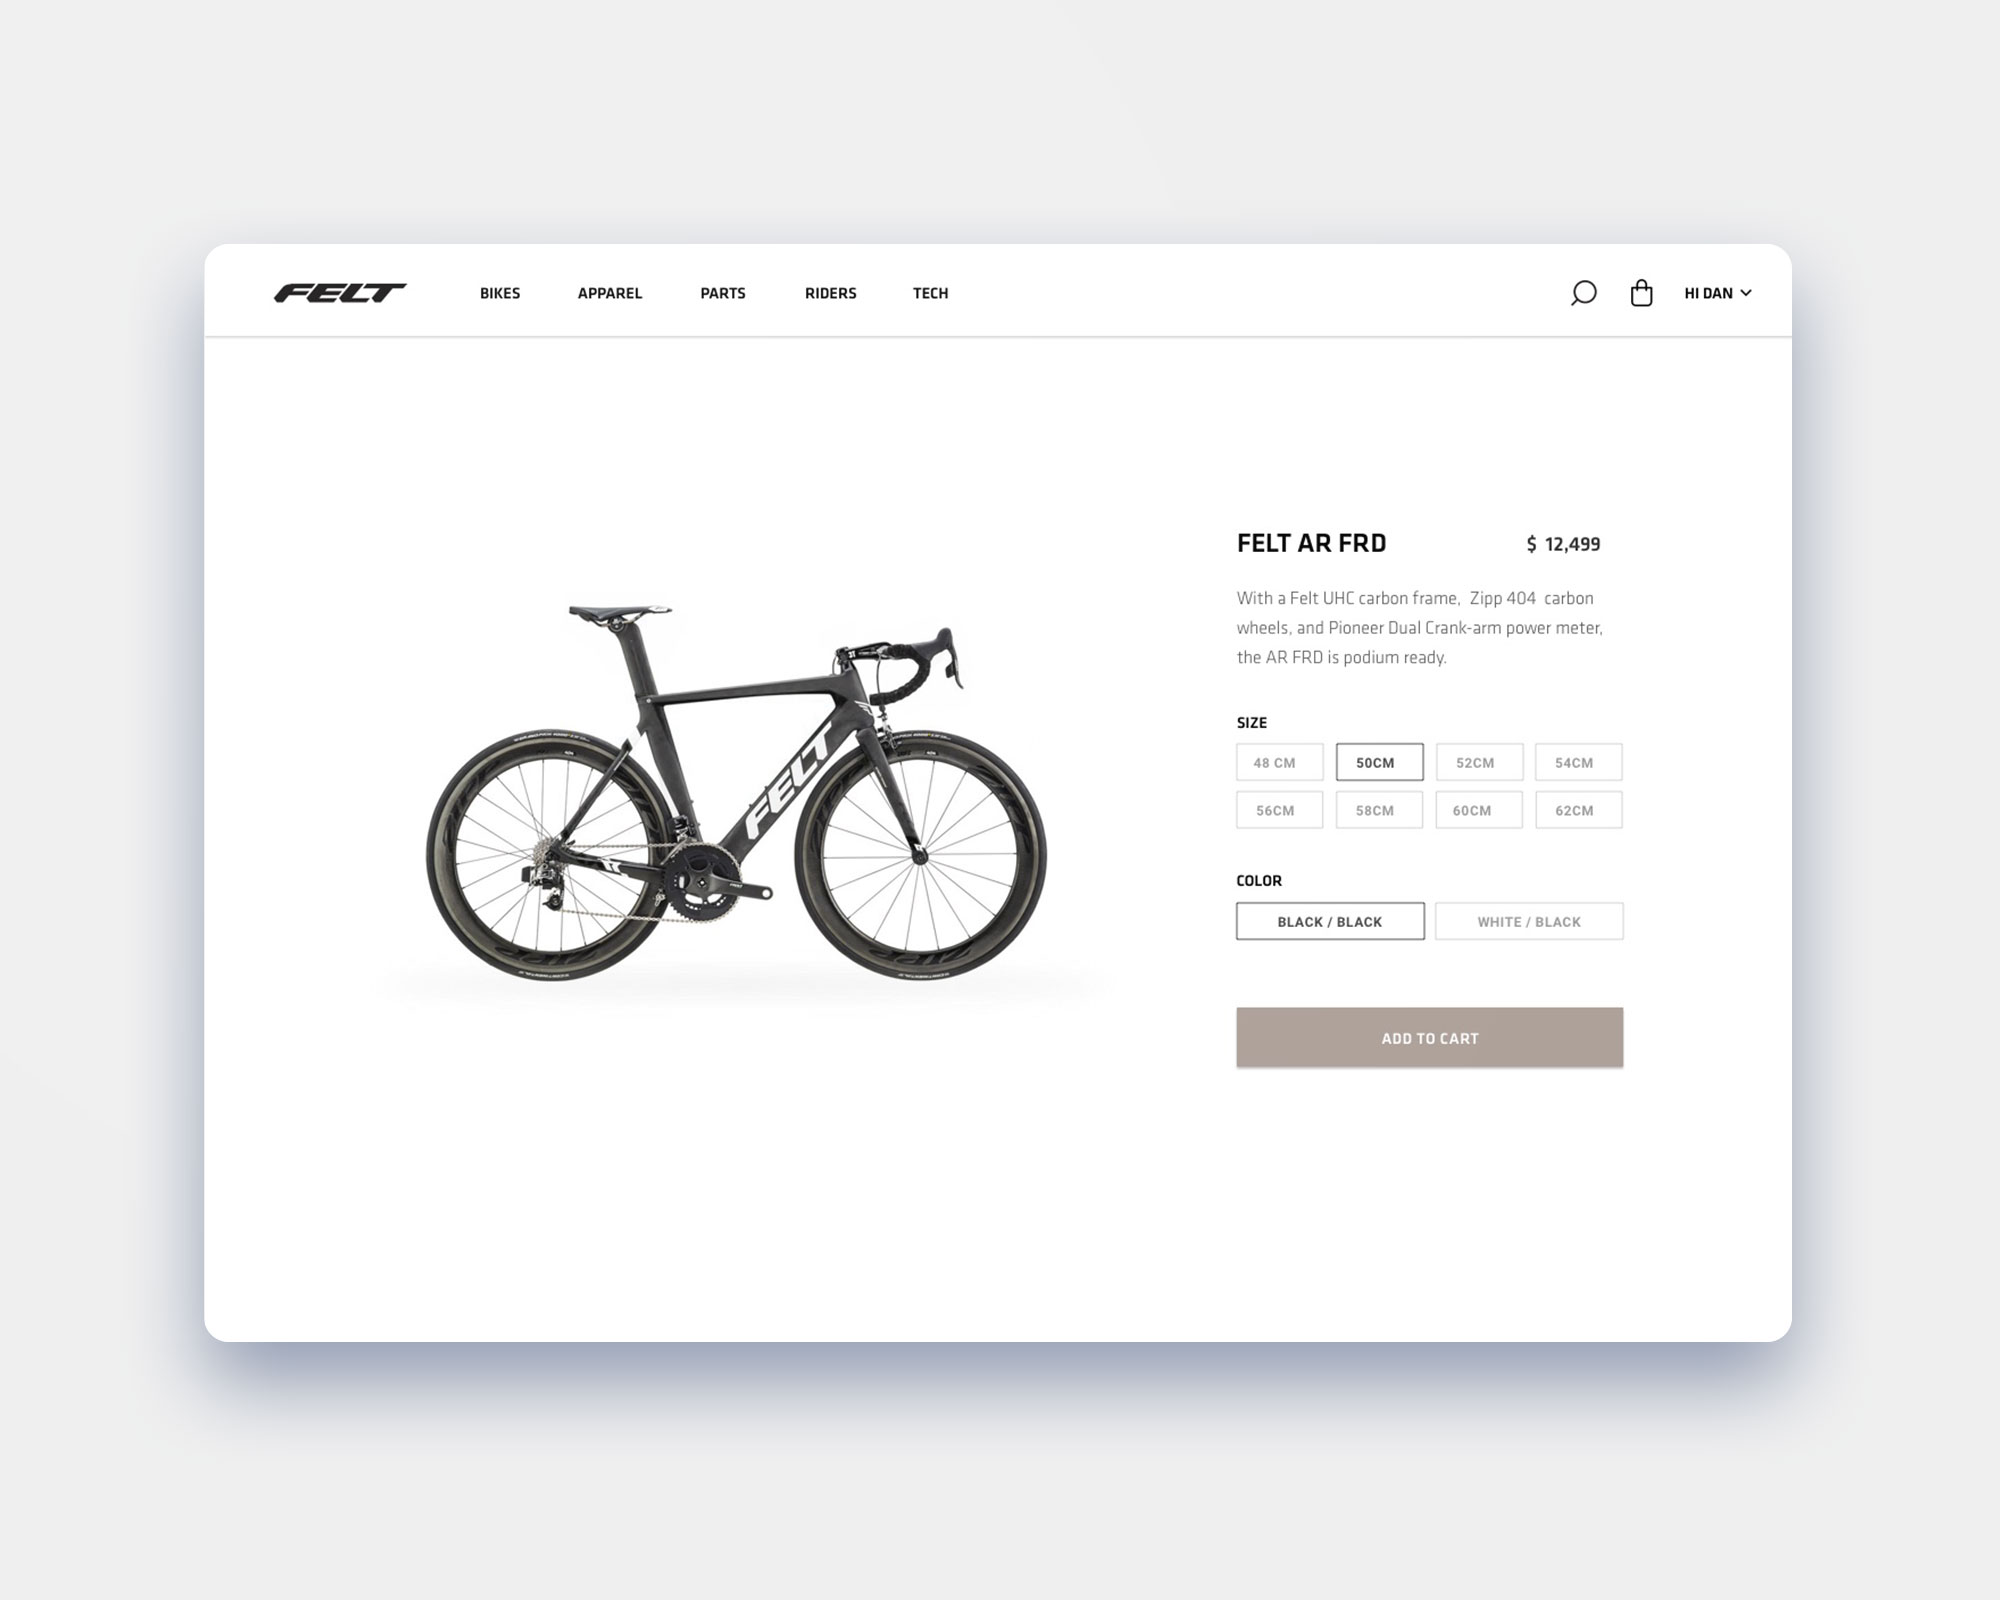 FELT
BIKES
APPAREL
PARTS
RIDERS
TECH
HI DAN
FELT
FELT AR FRD
$ 12,499
With a Felt UHC carbon frame, Zipp 404 carbon
wheels, and Pioneer Dual Crank-arm power meter,
the AR FRD is podium ready.
SIZE
48 CM
50CM
52CM
54CM
56CM
58CM
60CM
62CM
COLOR
BLACK / BLACK
WHITE / BLACK
ADD TO CART